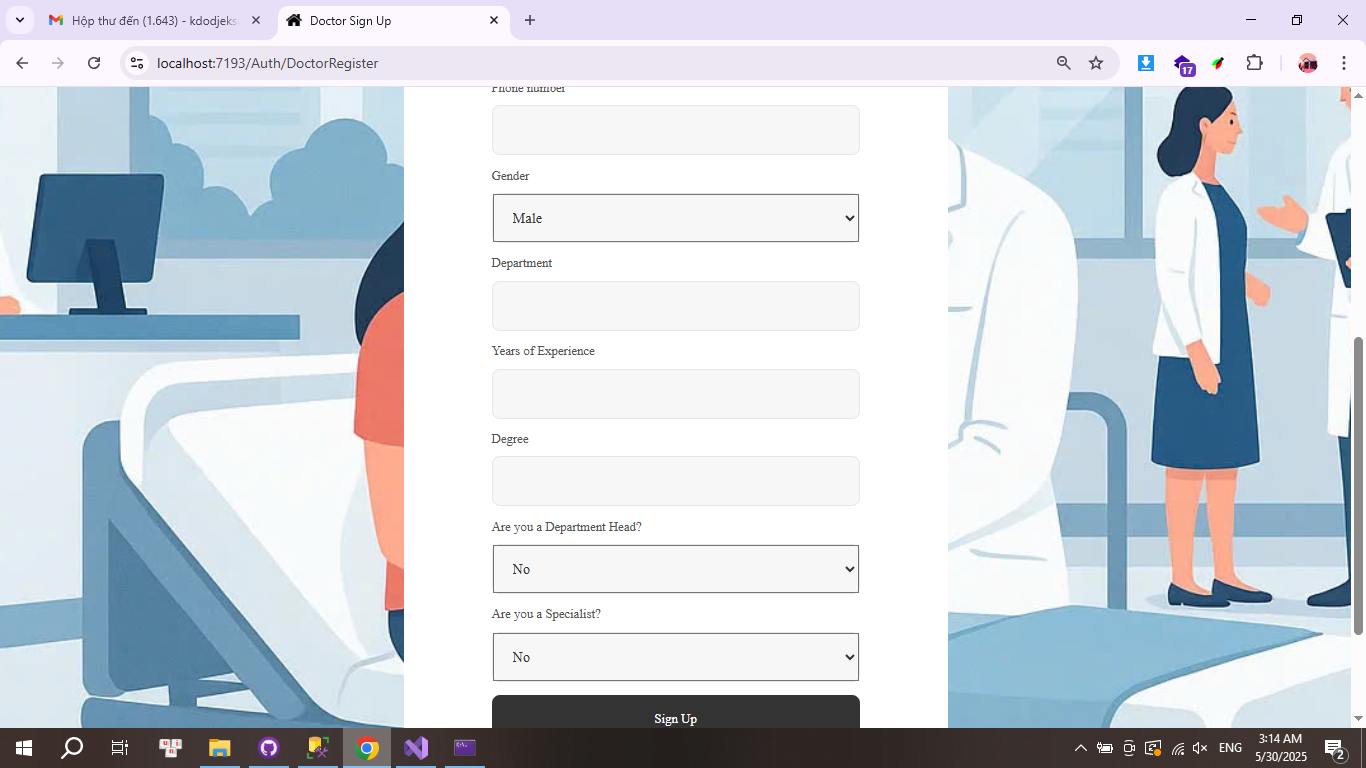 Hộp thư đến (1.643) - kdodjeks
Doctor Sign Up
localhost:7193/Auth/DoctorRegister
17
Phone number
Gender
Male
Department
Years of Experience
Degree
Are you a Department Head?
No
Are you a Specialist?
No
Sign Up
ENG
3:14 AM
5/30/2025
2